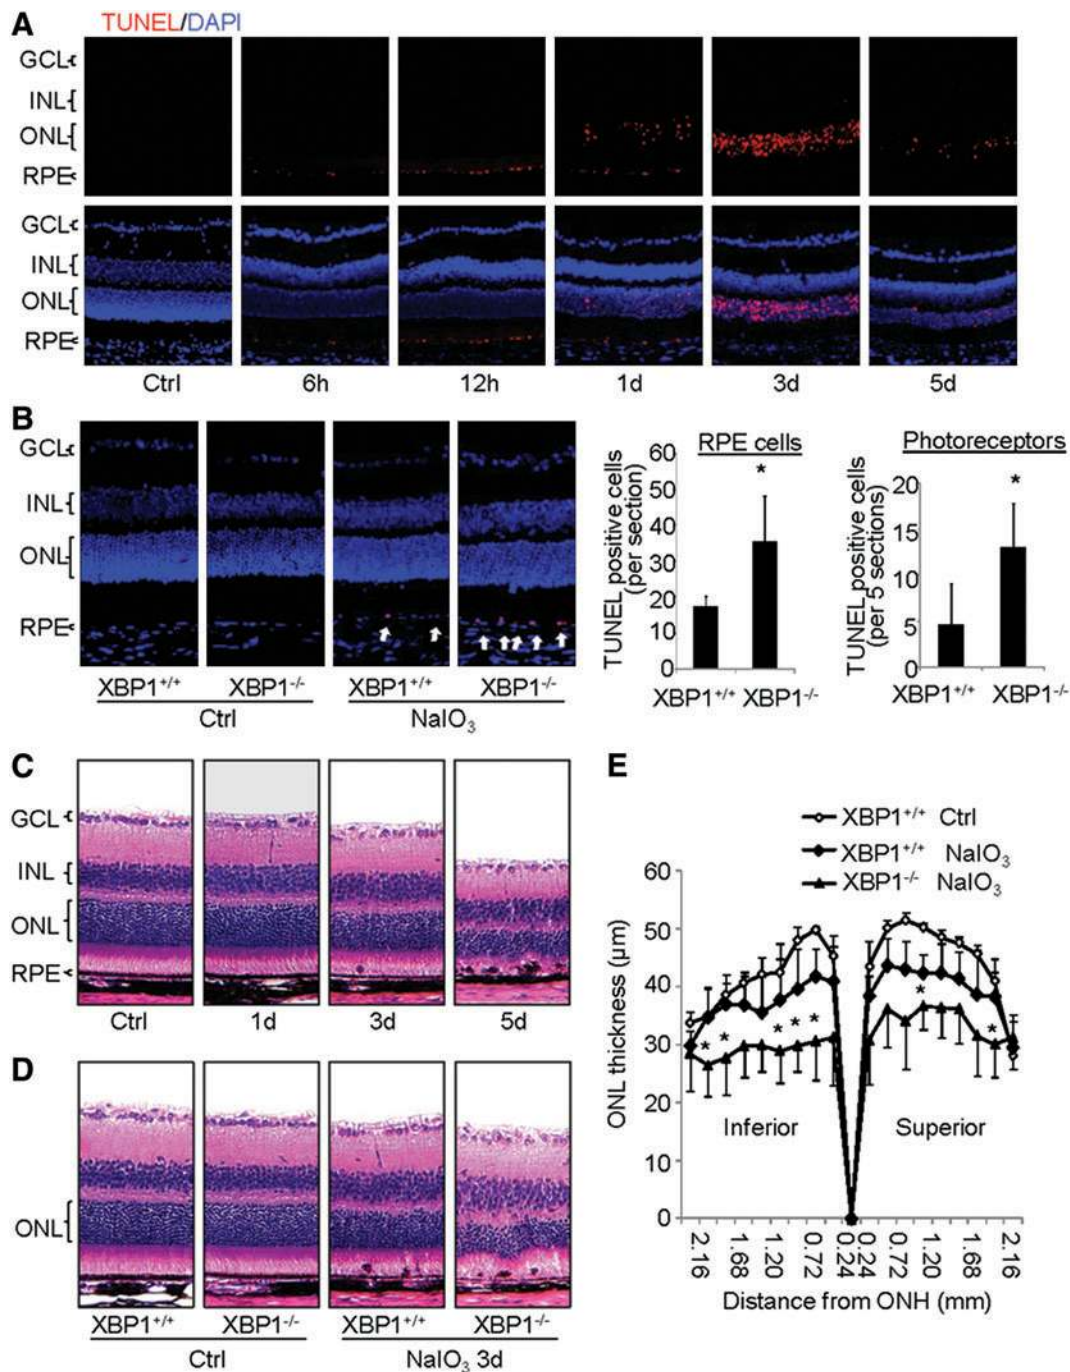 A
TUNEL/DAPI
GCL
INL
ONL
RPE
GCL
INL
ONL
RPE
Ctrl 6h 12h 1d 3d 5d
B
GCL
INL
ONL
RPE
XBP1+/+ XBP1-/- XBP1+/+ XBP1-/-
Ctrl NaIO3
RPE cells
TUNEL positive cells
(per section)
60
50
40
30
20
10
0
*
XBP1+/+ XBP1-/-
Photoreceptors
TUNEL positive cells
(per 5 sections)
20
15
10
5
0
*
XBP1+/+ XBP1-/-
C
GCL
INL
ONL
RPE
Ctrl 1d 3d 5d
D
ONL
XBP1+/+ XBP1-/- XBP1+/+ XBP1-/-
Ctrl NaIO3 3d
E
XBP1+/+ Ctrl
XBP1+/+ NaIO3
XBP1-/- NaIO3
ONL thickness (µm)
60
50
40
30
20
10
0
* * * * * * *
Inferior Superior
2.16 1.68 1.20 0.72 0.24 0.24 0.72 1.20 1.68 2.16
Distance from ONH (mm)